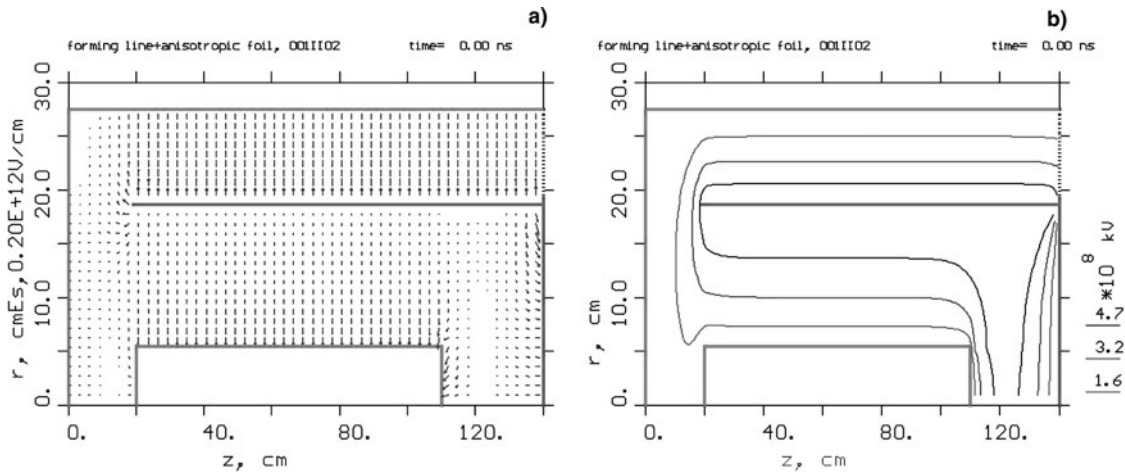 a)
forming line+anisotropic foil, 001II02 time= 0.00 ns
r, cmEs,0.20E+12V/cm
30.0
20.0
10.0
0.
0. 40. 80. 120.
z, cm
b)
forming line+anisotropic foil, 001II02 time= 0.00 ns
r, cm
30.0
20.0
10.0
0.
0. 40. 80. 120.
z, cm
*10 8 kV
4.7
3.2
1.6